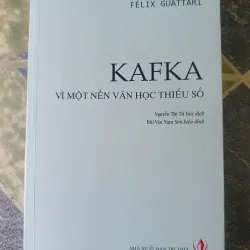 FÉLIX GUATTARI
KAFKA
VÌ MỘT NỀN VĂN HỌC THIỂU SỐ
Nguyễn Thị Từ Huy dịch
Bùi Văn Nam Sơn hiệu đính
NHÀ XUẤT BẢN TRI THỨC